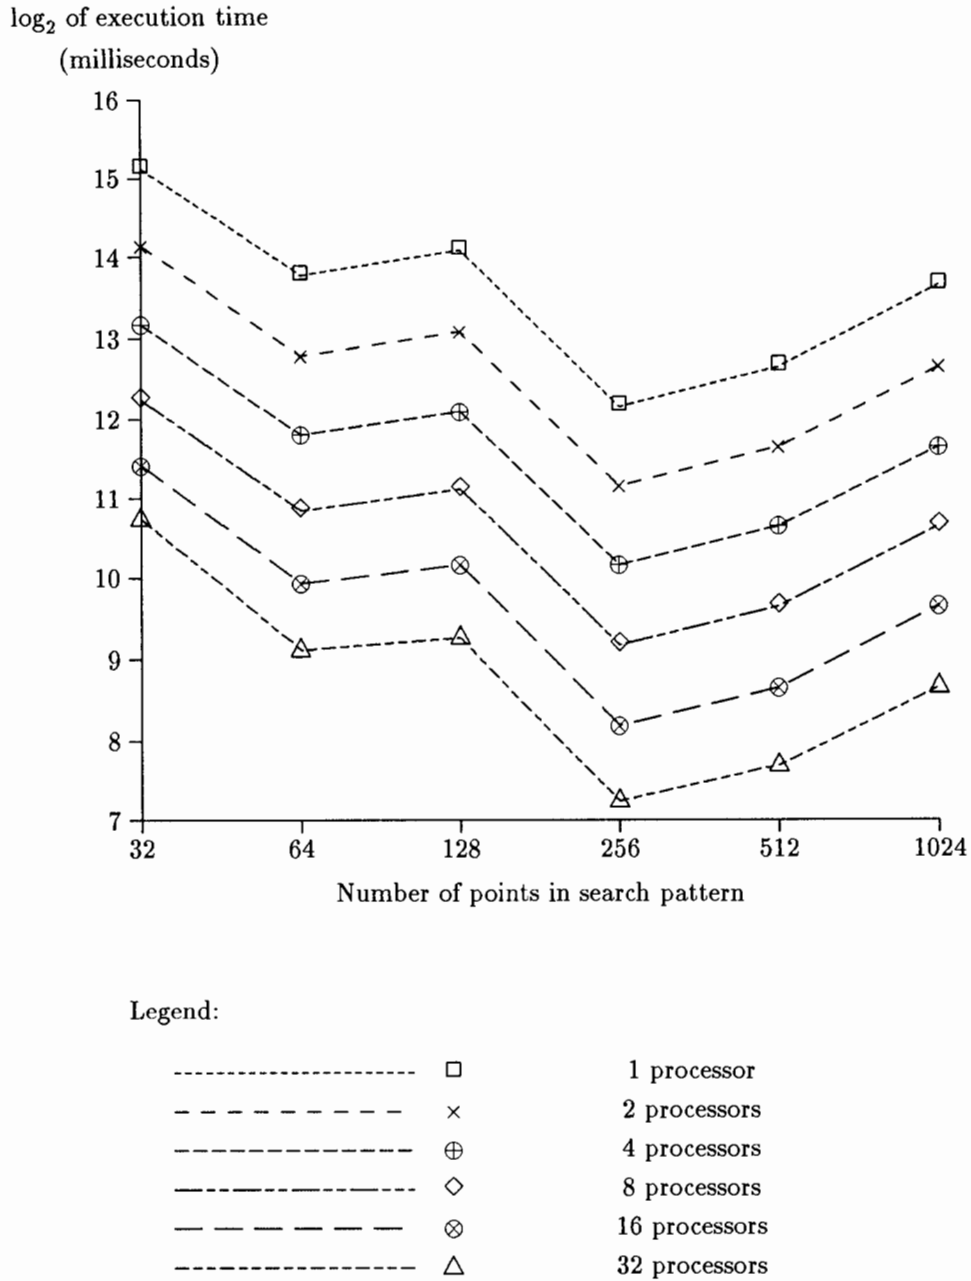 log₂ of execution time
(milliseconds)
16
15
14
13
12
11
10
9
8
7
32 64 128 256 512 1024
Number of points in search pattern
Legend:
1 processor
2 processors
4 processors
8 processors
16 processors
32 processors